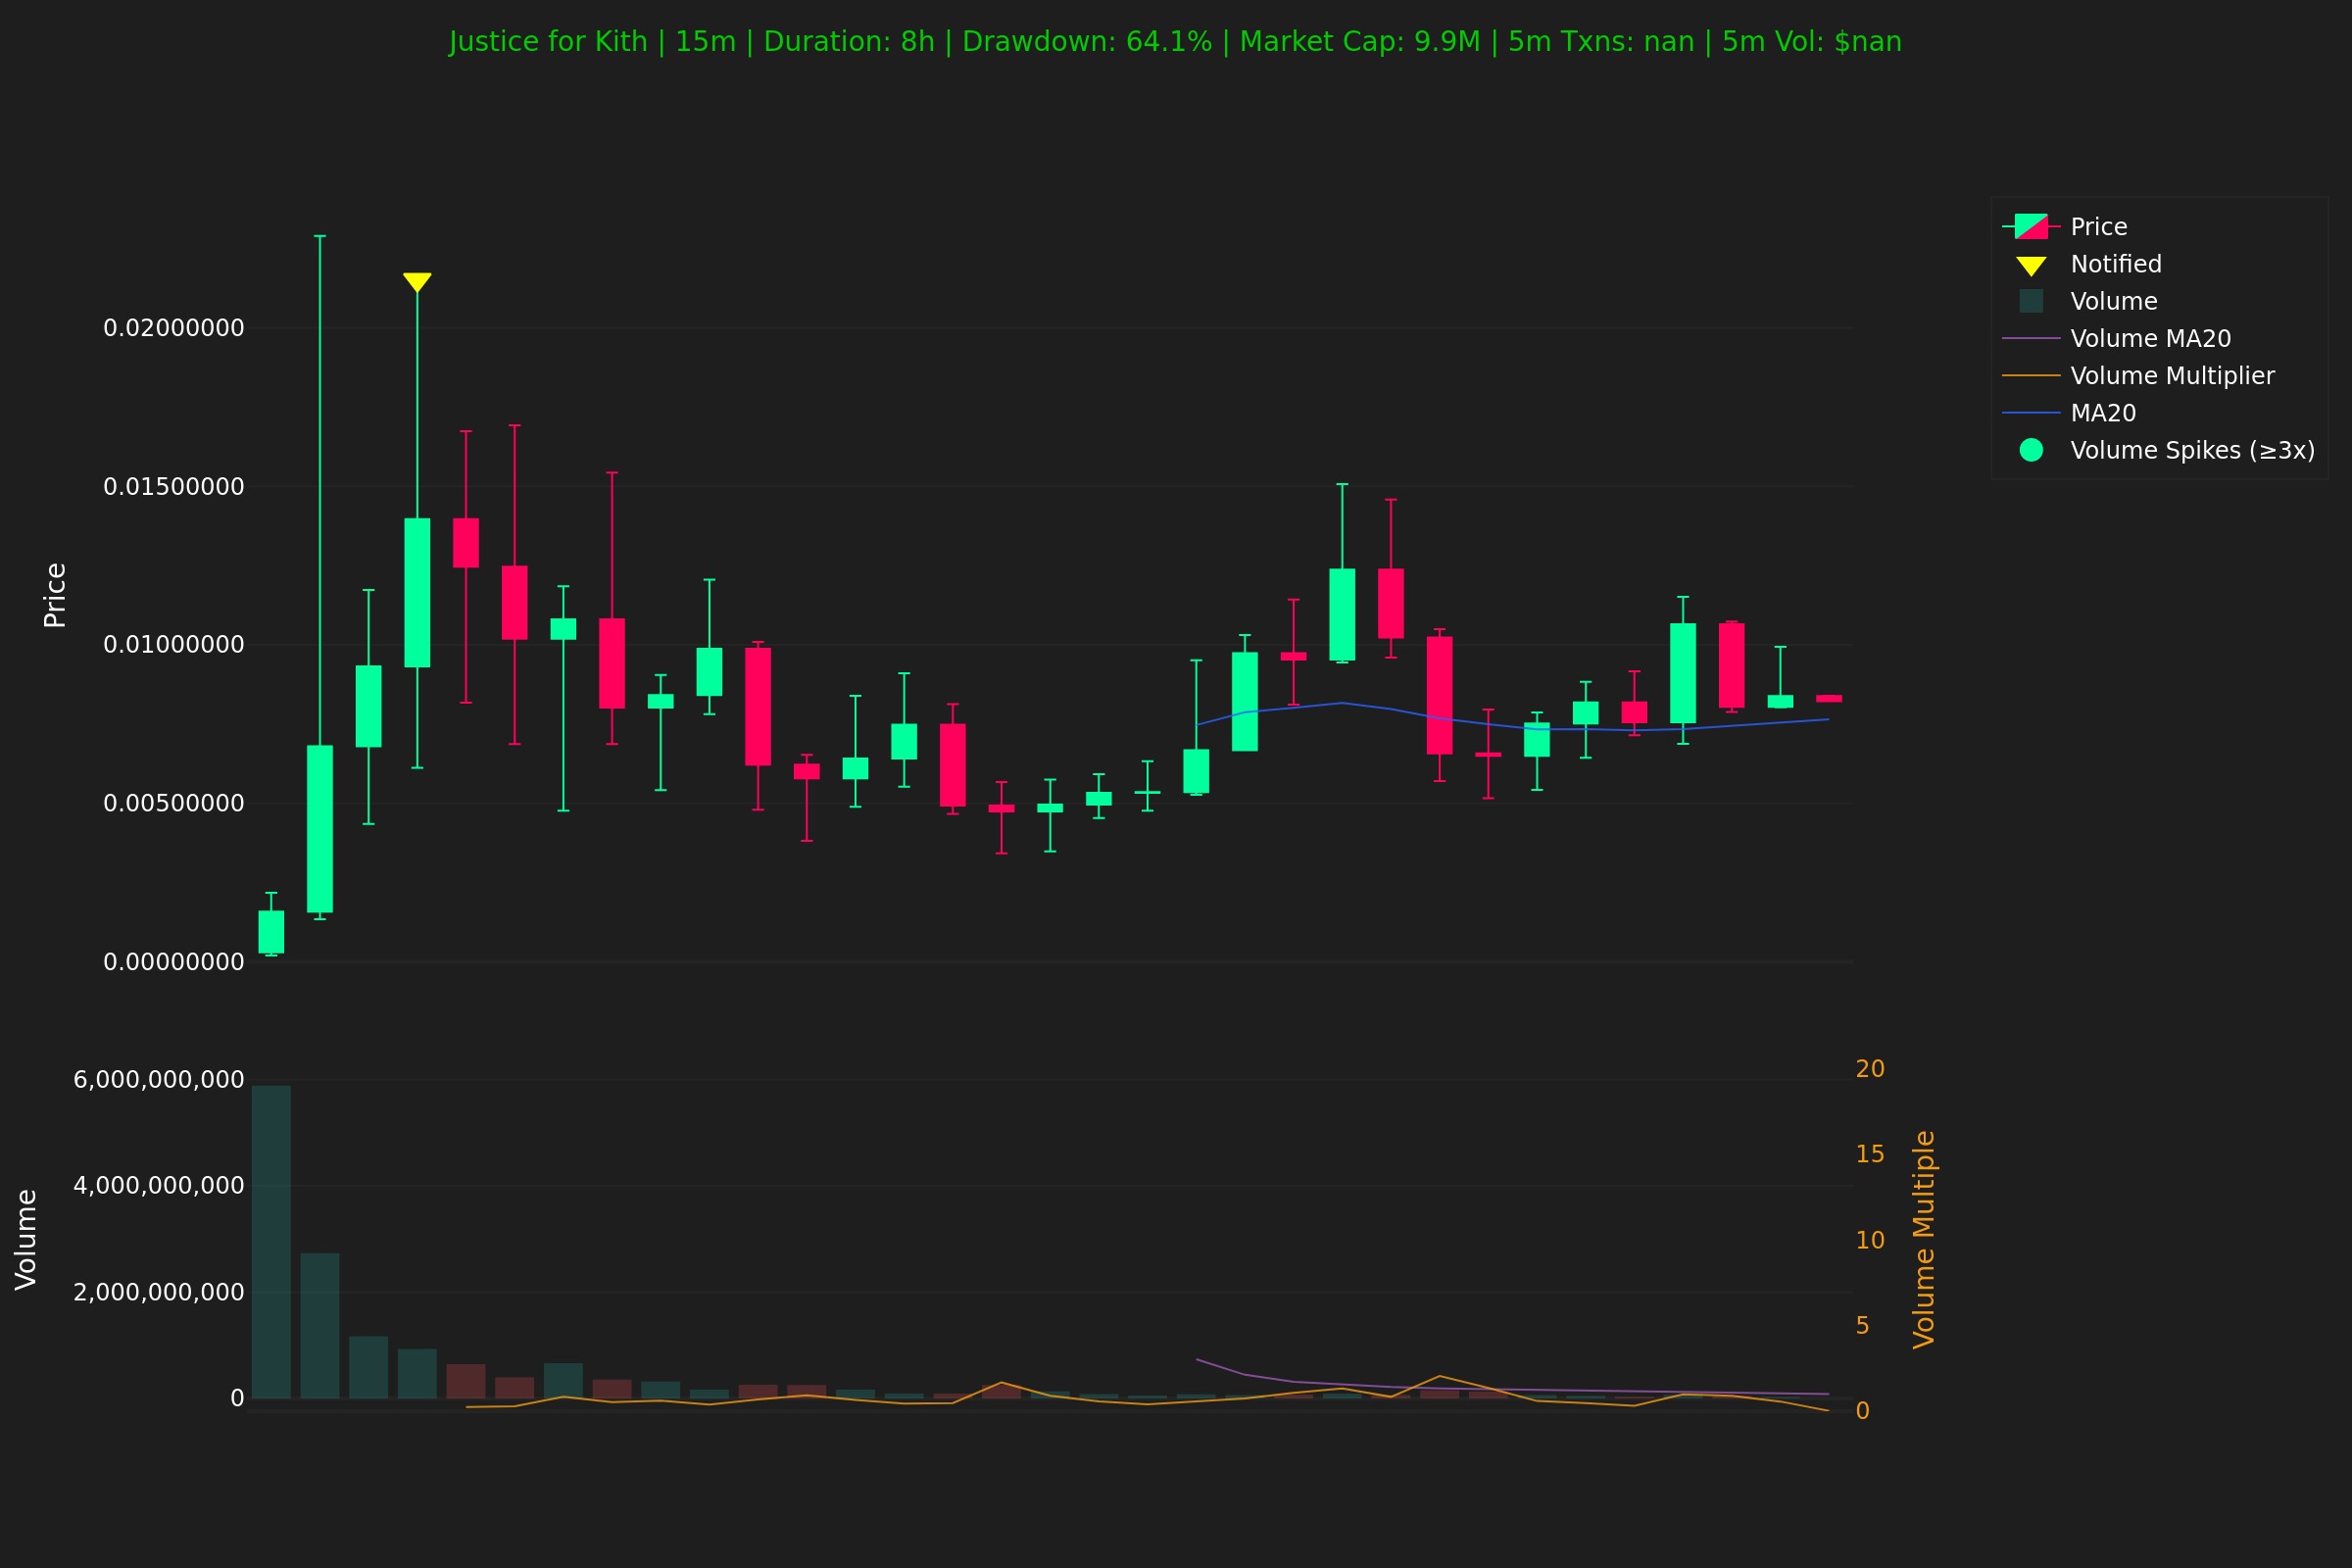 Justice for Kith | 15m | Duration: 8h | Drawdown: 64.1% | Market Cap: 9.9M | 5m Txns: nan | 5m Vol: $nan
Price
0.02000000
0.01500000
0.01000000
0.00500000
0.00000000
Price
Notified
Volume
Volume MA20
Volume Multiplier
MA20
Volume Spikes (≥3x)
Volume
6,000,000,000
4,000,000,000
2,000,000,000
0
20
15
10
5
0
Volume Multiple